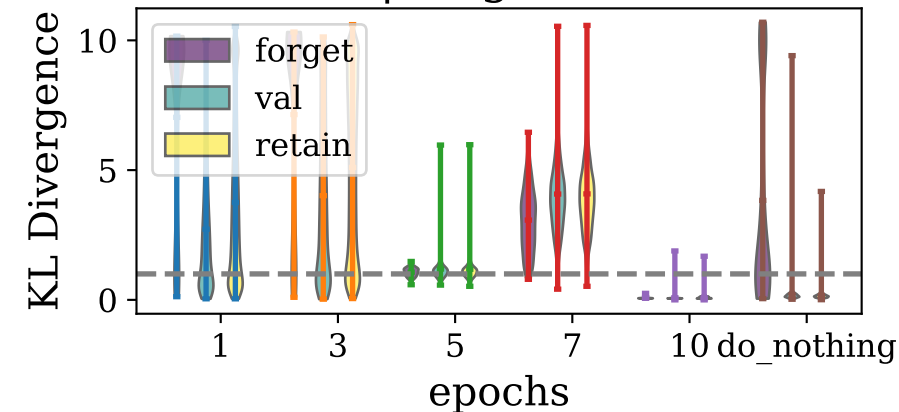 KL Divergence
10
5
0
forget
val
retain
1 3 5 7 10 do_nothing
epochs